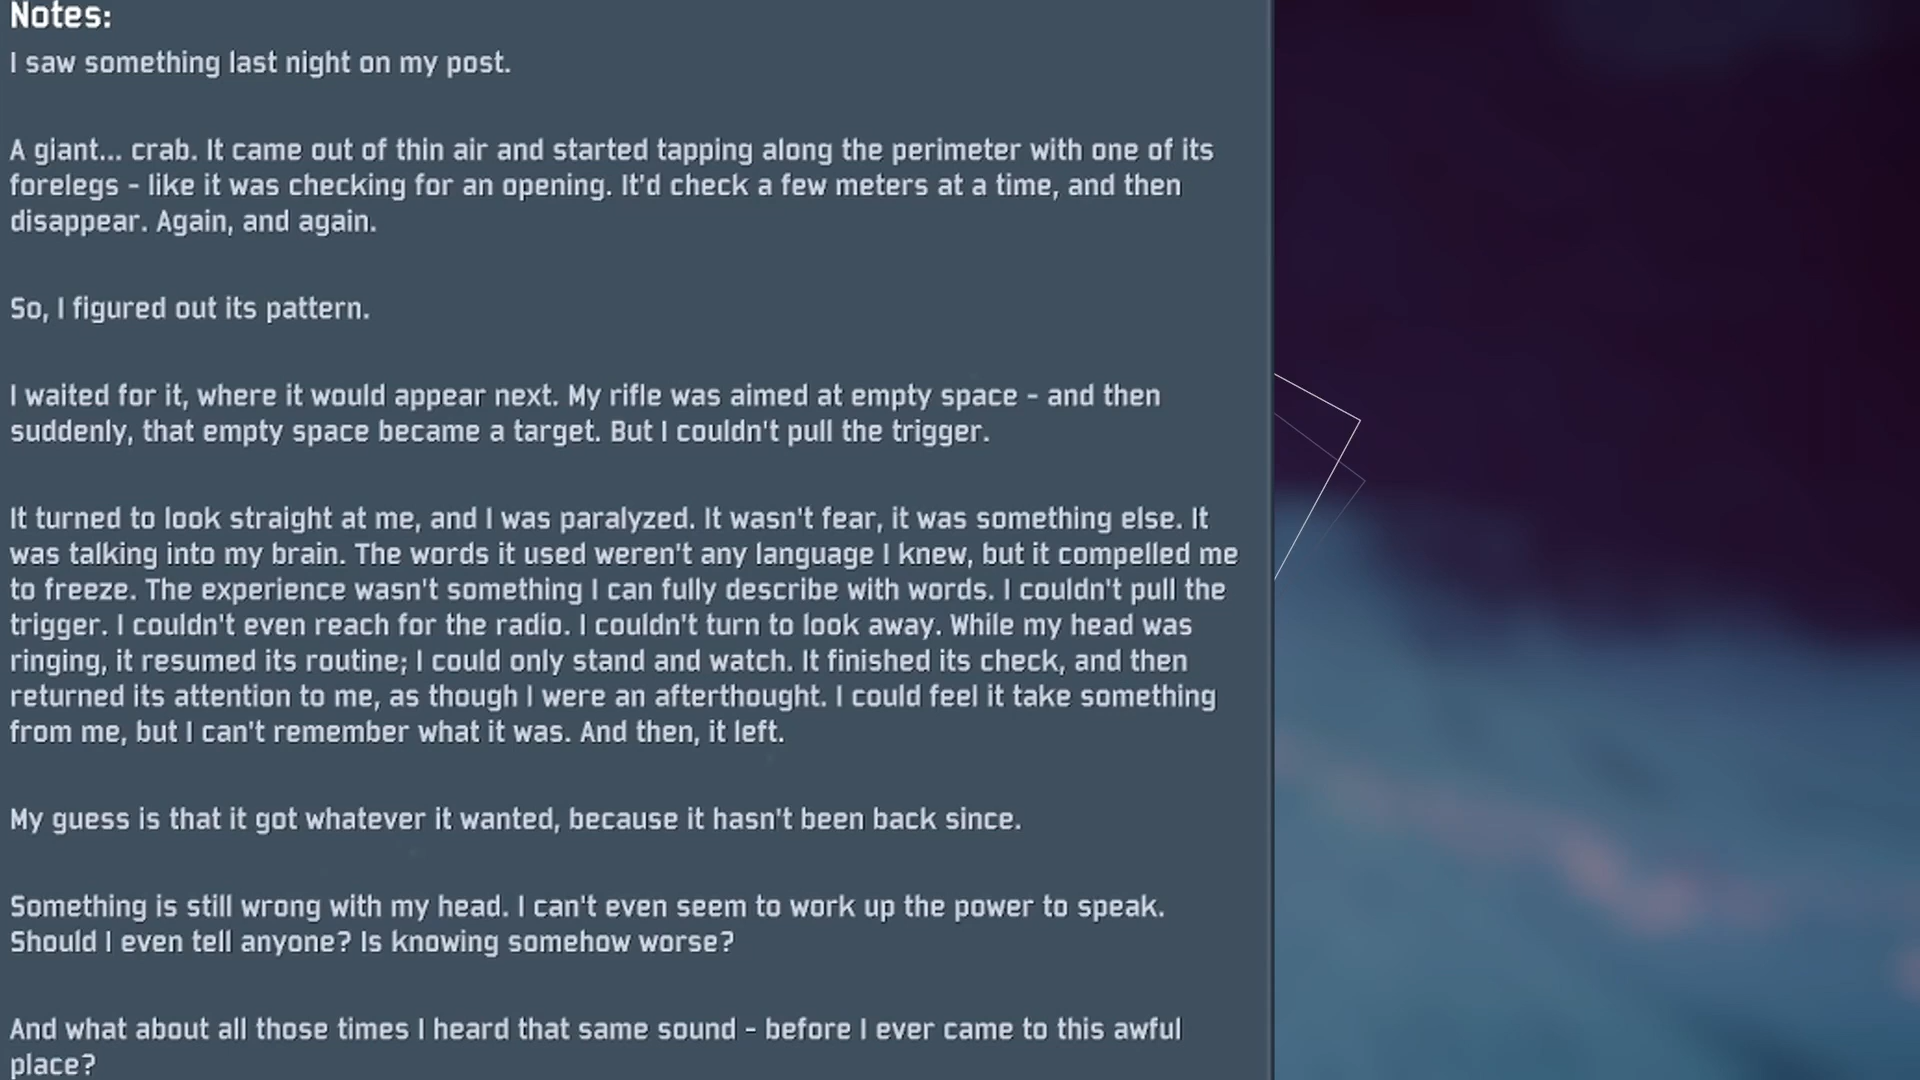 Notes:
I saw something last night on my post.
A giant... crab. It came out of thin air and started tapping along the perimeter with one of its
forelegs - like it was checking for an opening. It'd check a few meters at a time, and then
disappear. Again, and again.
So, I figured out its pattern.
I waited for it, where it would appear next. My rifle was aimed at empty space - and then
suddenly, that empty space became a target. But I couldn't pull the trigger.
It turned to look straight at me, and I was paralyzed. It wasn't fear, it was something else. It
was talking into my brain. The words it used weren't any language I knew, but it compelled me
to freeze. The experience wasn't something I can fully describe with words. I couldn't pull the
trigger. I couldn't even reach for the radio. I couldn't turn to look away. While my head was
ringing, it resumed its routine; I could only stand and watch. It finished its check, and then
returned its attention to me, as though I were an afterthought. I could feel it take something
from me, but I can't remember what it was. And then, it left.
My guess is that it got whatever it wanted, because it hasn't been back since.
Something is still wrong with my head. I can't even seem to work up the power to speak.
Should I even tell anyone? Is knowing somehow worse?
And what about all those times I heard that same sound - before I ever came to this awful
place?